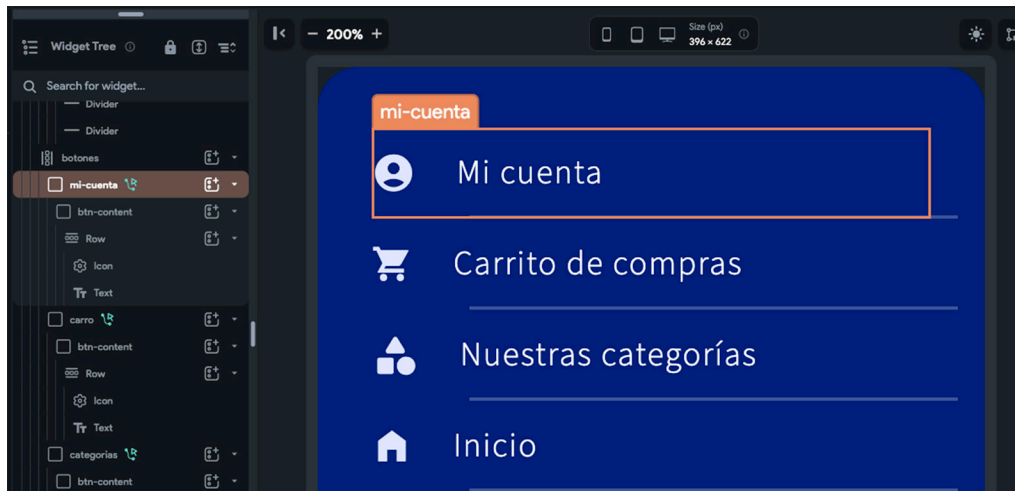 Widget Tree
200%
Size (px)
396 × 622
Search for widget...
Divider
Divider
botones
mi-cuenta
btn-content
Row
Icon
Text
carro
btn-content
Row
Icon
Text
categorias
btn-content
mi-cuenta
Mi cuenta
Carrito de compras
Nuestras categorías
Inicio